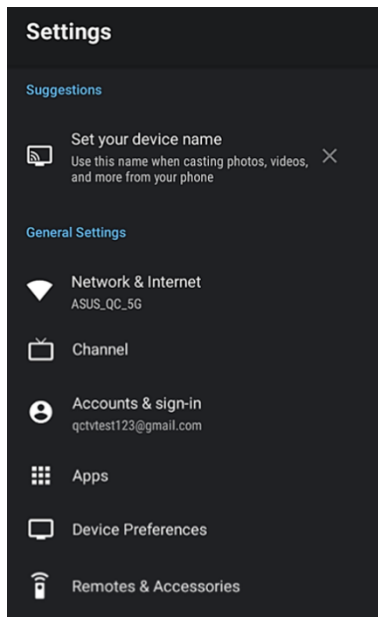 Settings
Suggestions
Set your device name
Use this name when casting photos, videos,
and more from your phone
General Settings
Network & Internet
ASUS_QC_5G
Channel
Accounts & sign-in
qctvtest123@gmail.com
Apps
Device Preferences
Remotes & Accessories